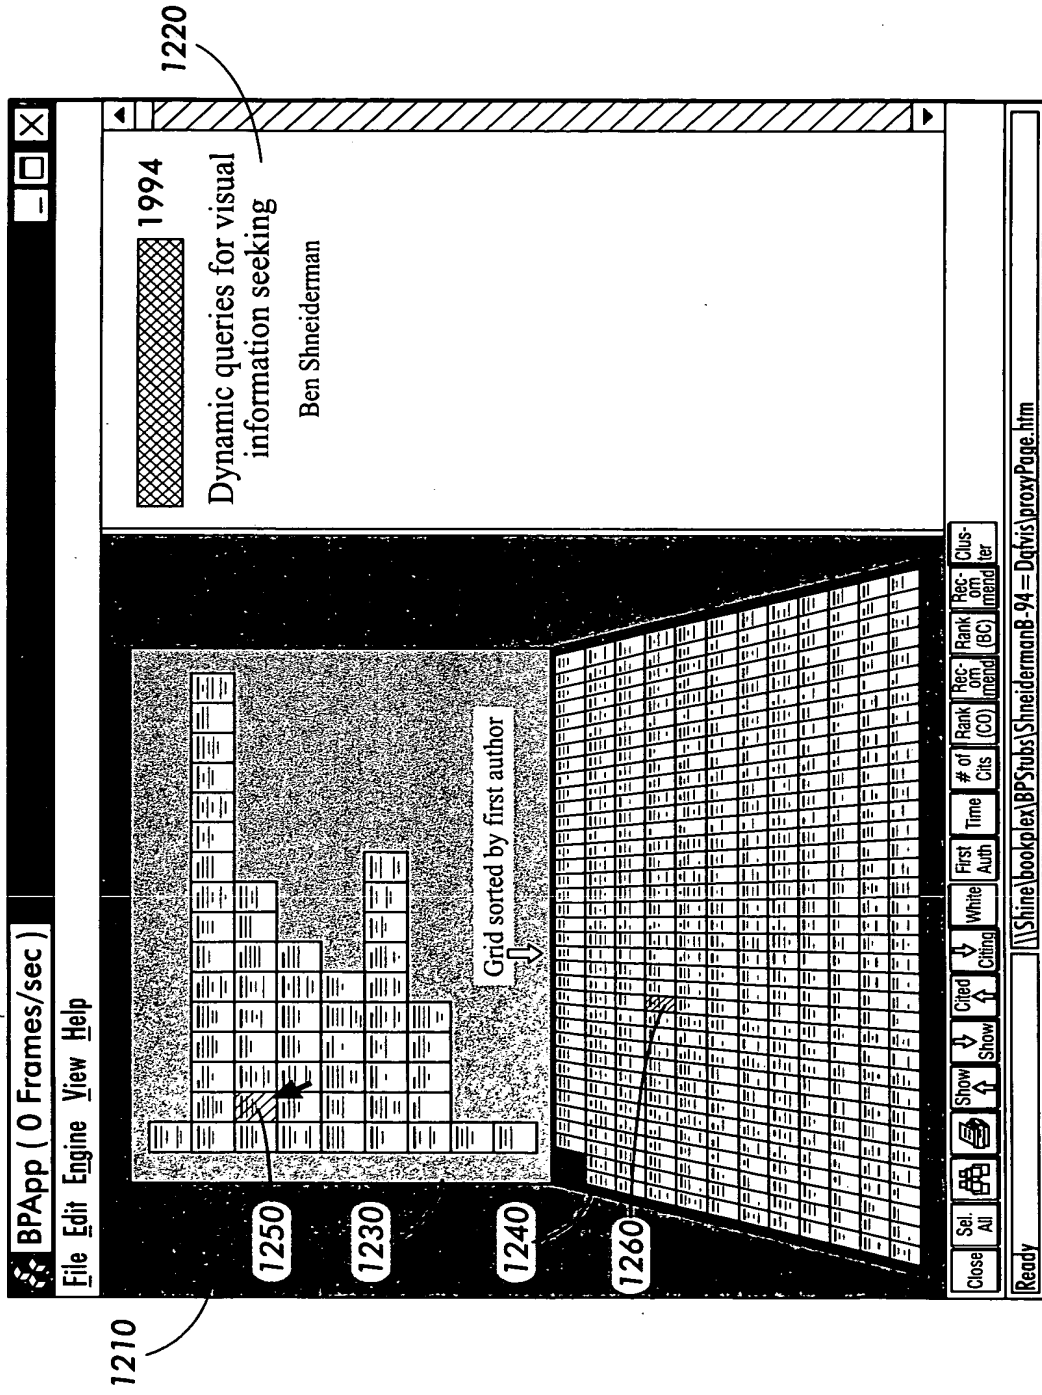 BPApp ( 0 Frames/sec )
File Edit Engine View Help
1210
1220
1994
Dynamic queries for visual
information seeking
Ben Shneiderman
1250
1230
1240
1260
Grid sorted by first author
Close
Sel.
All
Show
Show
Cited
Citing
White
First
Auth
Time
# of
Cits
Rank
(CO)
Rec-
om
mend
Rank
(BC)
Rec-
om
mend
Clus-
ter
Ready
\\Shine\bookplex\BPStubs\ShneidermanB-94=Dqfvis\proxyPage.htm